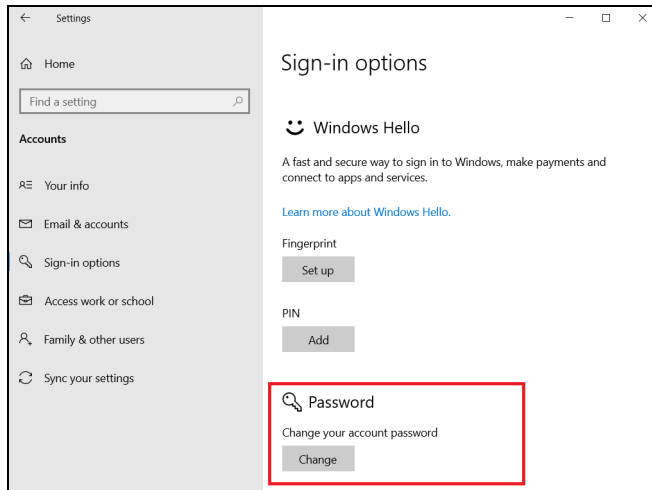 Settings
Home
Find a setting
Accounts
Your info
Email & accounts
Sign-in options
Access work or school
Family & other users
Sync your settings
Sign-in options
Windows Hello
A fast and secure way to sign in to Windows, make payments and
connect to apps and services.
Learn more about Windows Hello.
Fingerprint
Set up
PIN
Add
Password
Change your account password
Change